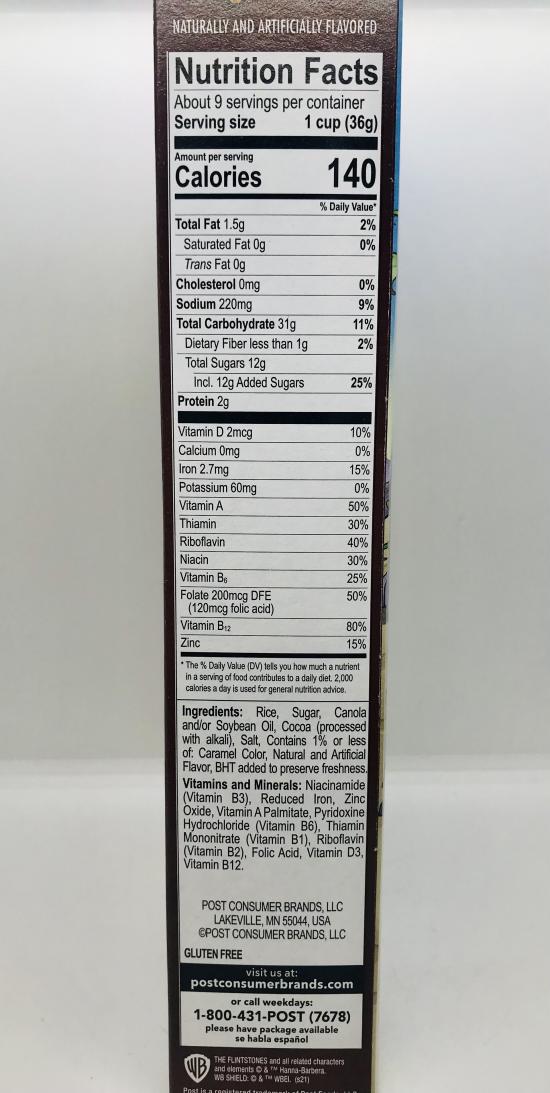 NATURALLY AND ARTIFICIALLY FLAVORED
Nutrition Facts
About 9 servings per container
Serving size 1 cup (36g)
Amount per serving
Calories 140
% Daily Value*
Total Fat 1.5g 2%
Saturated Fat 0g 0%
Trans Fat 0g
Cholesterol 0mg 0%
Sodium 220mg 9%
Total Carbohydrate 31g 11%
Dietary Fiber less than 1g 2%
Total Sugars 12g
Incl. 12g Added Sugars 25%
Protein 2g
Vitamin D 2mcg 10%
Calcium 0mg 0%
Iron 2.7mg 15%
Potassium 60mg 0%
Vitamin A 50%
Thiamin 30%
Riboflavin 40%
Niacin 30%
Vitamin B6 25%
Folate 200mcg DFE 50%
(120mcg folic acid)
Vitamin B12 80%
Zinc 15%
* The % Daily Value (DV) tells you how much a nutrient
in a serving of food contributes to a daily diet. 2,000
calories a day is used for general nutrition advice.
Ingredients: Rice, Sugar, Canola
and/or Soybean Oil, Cocoa (processed
with alkali), Salt, Contains 1% or less
of: Caramel Color, Natural and Artificial
Flavor, BHT added to preserve freshness.
Vitamins and Minerals: Niacinamide
(Vitamin B3), Reduced Iron, Zinc
Oxide, Vitamin A Palmitate, Pyridoxine
Hydrochloride (Vitamin B6), Thiamin
Mononitrate (Vitamin B1), Riboflavin
(Vitamin B2), Folic Acid, Vitamin D3,
Vitamin B12.
POST CONSUMER BRANDS, LLC
LAKEVILLE, MN 55044, USA
©POST CONSUMER BRANDS, LLC
GLUTEN FREE
visit us at:
postconsumerbrands.com
or call weekdays:
1-800-431-POST (7678)
please have package available
se habla español
WB
THE FLINTSTONES and all related characters
and elements © & ™ Hanna-Barbera.
WB SHIELD: © & ™ WBEI. (s21)
Post is a registered trademark of Post